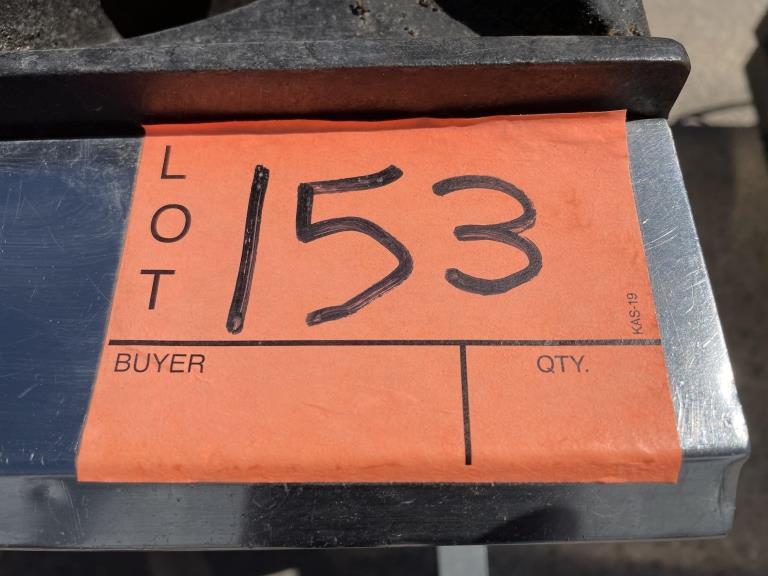 LOT 153
KAS-19
BUYER QTY.